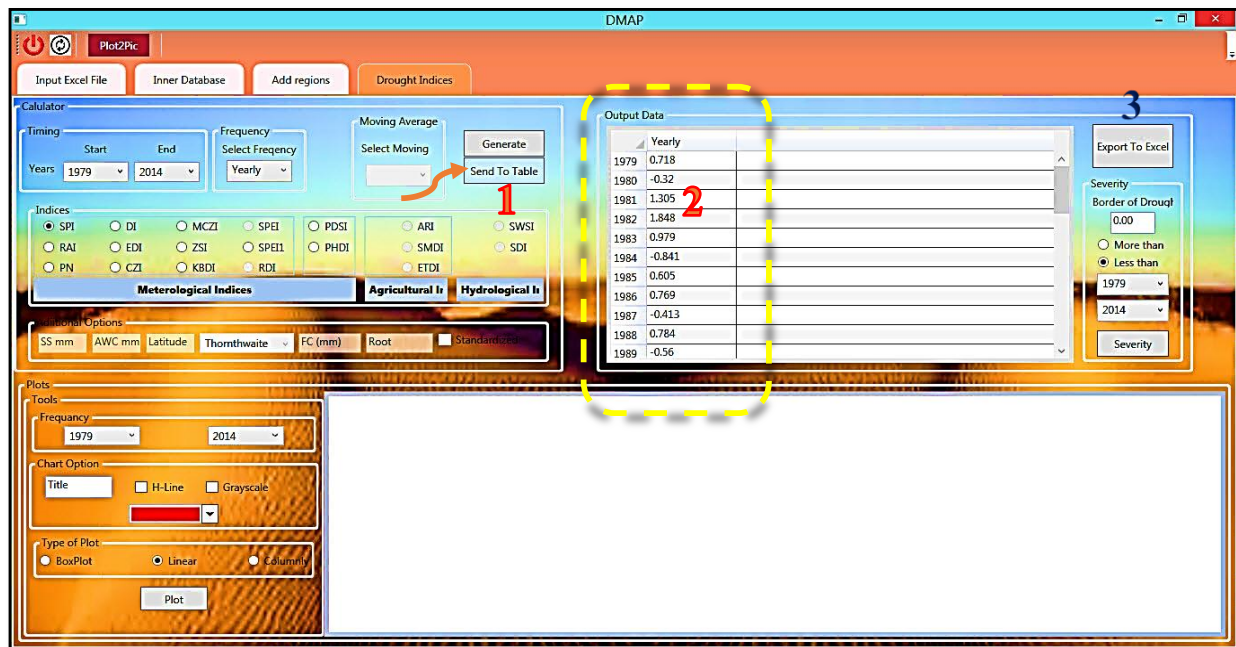 DMAP
Plot2Pic
Input Excel File Inner Database Add regions Drought Indices
Calulator
Timing
Start End
Years 1979 2014
Frequency
Select Freqency
Yearly
Moving Average
Select Moving
Generate
Send To Table
1
Indices
SPI DI MCZI SPEI PDSI ARI SWSI
RAI EDI ZSI SPEI1 PHDI SMDI SDI
PN CZI KBDI RDI ETDI
Meterological Indices Agricultural Ir Hydrological Iı
Options
SS mm AWC mm Latitude Thornthwaite FC (mm) Root Standardized
Output Data
Yearly
1979 0.718
1980 -0.32
1981 1.305
1982 1.848
1983 0.979
1984 -0.841
1985 0.605
1986 0.769
1987 -0.413
1988 0.784
1989 -0.56
2
3
Export To Excel
Severity
Border of Drougł
0.00
More than
Less than
1979
2014
Severity
Plots
Tools
Frequancy
1979 2014
Chart Option
Title H-Line Grayscale
Type of Plot
BoxPlot Linear Columnly
Plot